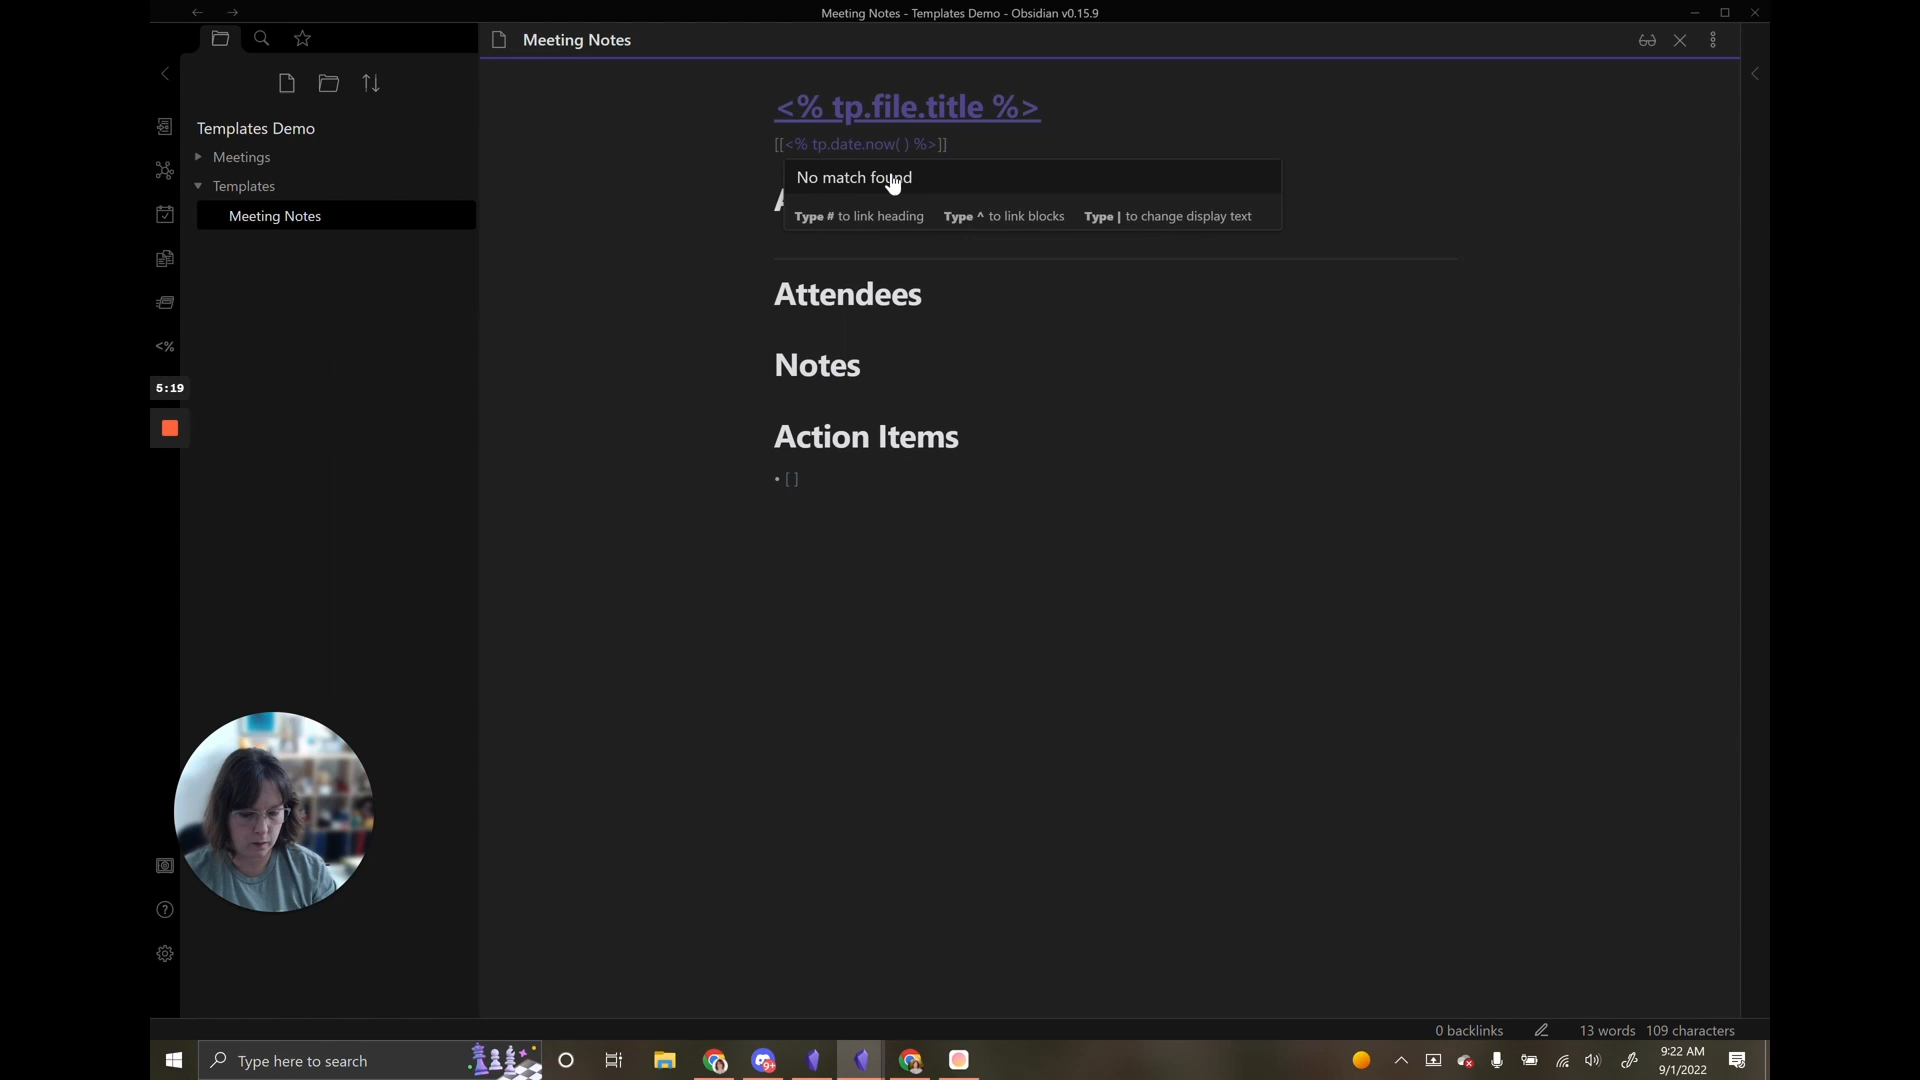 Meeting Notes - Templates Demo - Obsidian v0.15.9
Meeting Notes
Templates Demo
Meetings
Templates
Meeting Notes
<% tp.file.title %>
[[<% tp.date.now( ) %>]]
No match found
A
Type # to link heading Type ^ to link blocks Type | to change display text
Attendees
Notes
Action Items
• [ ]
<%
5:19
0 backlinks 13 words 109 characters
Type here to search
9+
9:22 AM
9/1/2022